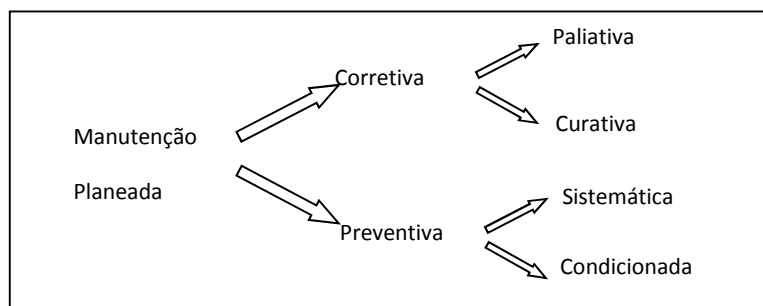 Manutenção
Planeada
Corretiva
Preventiva
Paliativa
Curativa
Sistemática
Condicionada